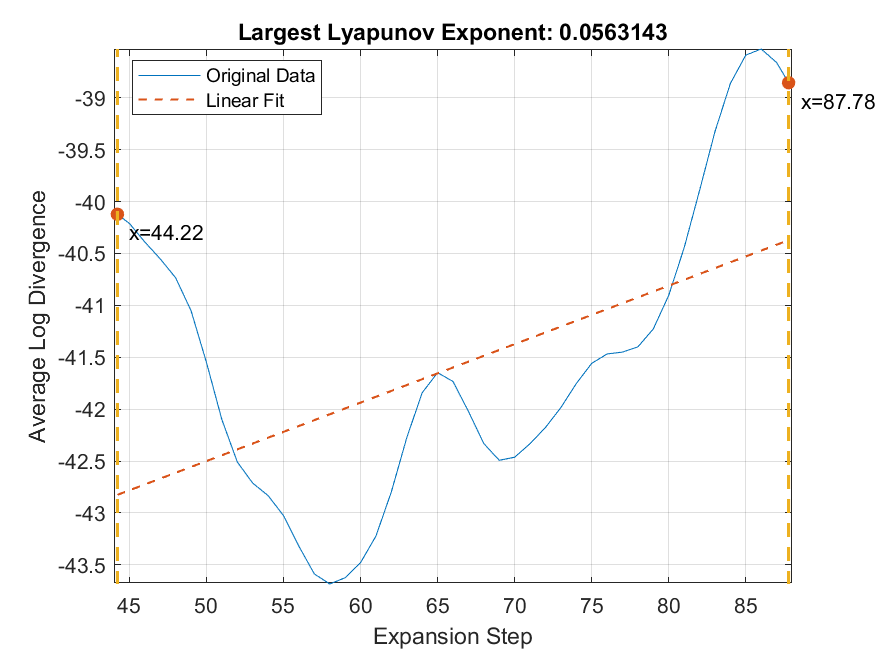 Largest Lyapunov Exponent: 0.0563143
Original Data
Linear Fit
x=87.78
x=44.22
Average Log Divergence
-39
-39.5
-40
-40.5
-41
-41.5
-42
-42.5
-43
-43.5
45 50 55 60 65 70 75 80 85
Expansion Step